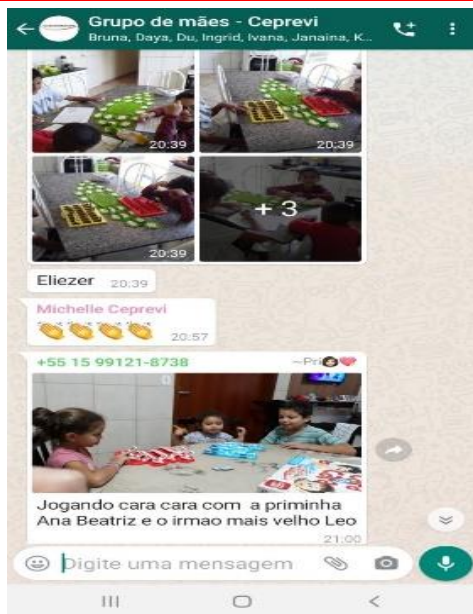 Grupo de mães - Ceprevi
Bruna, Daya, Du, Ingrid, Ivana, Janaina, K...
20:39
20:39
20:39
+ 3
Eliezer 20:39
Michelle Ceprevi
20:57
+55 15 99121-8738 ~Pri
Jogando cara cara com a priminha
Ana Beatriz e o irmao mais velho Leo
21:00
Digite uma mensagem